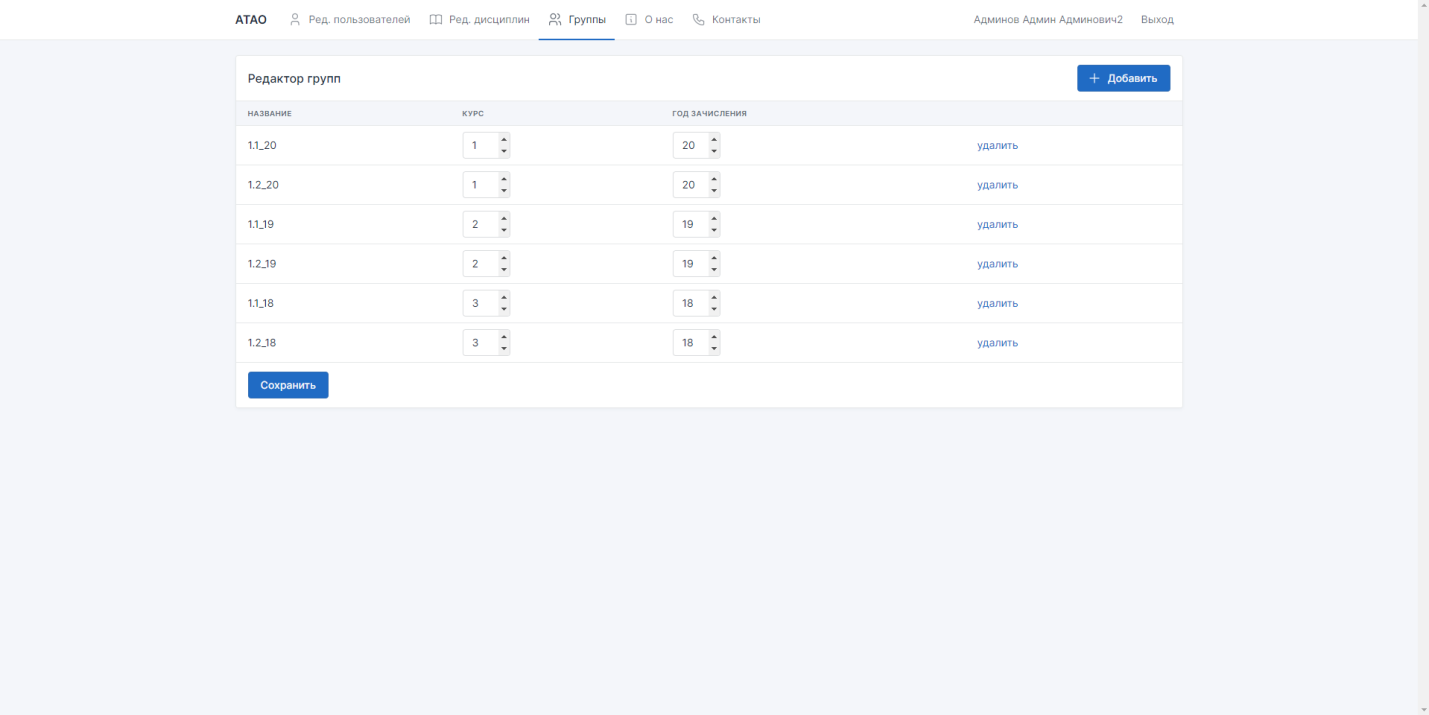 ATAO Ред. пользователей Ред. дисциплин Группы О нас Контакты Админов Админ Админович2 Выход
Редактор групп Добавить
НАЗВАНИЕ КУРС ГОД ЗАЧИСЛЕНИЯ
1.1_20 1 20 удалить
1.2_20 1 20 удалить
1.1_19 2 19 удалить
1.2_19 2 19 удалить
1.1_18 3 18 удалить
1.2_18 3 18 удалить
Сохранить